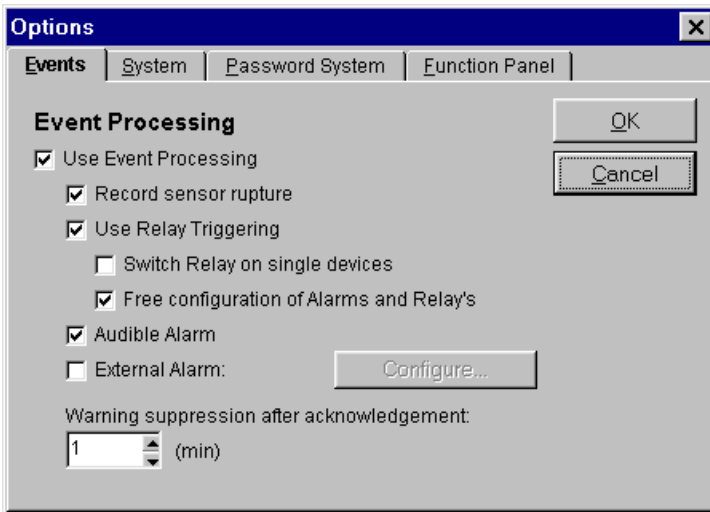 Options
Events System Password System Function Panel
Event Processing
OK
Use Event Processing
Cancel
Record sensor rupture
Use Relay Triggering
Switch Relay on single devices
Free configuration of Alarms and Relay's
Audible Alarm
External Alarm: Configure...
Warning suppression after acknowledgement:
1 (min)